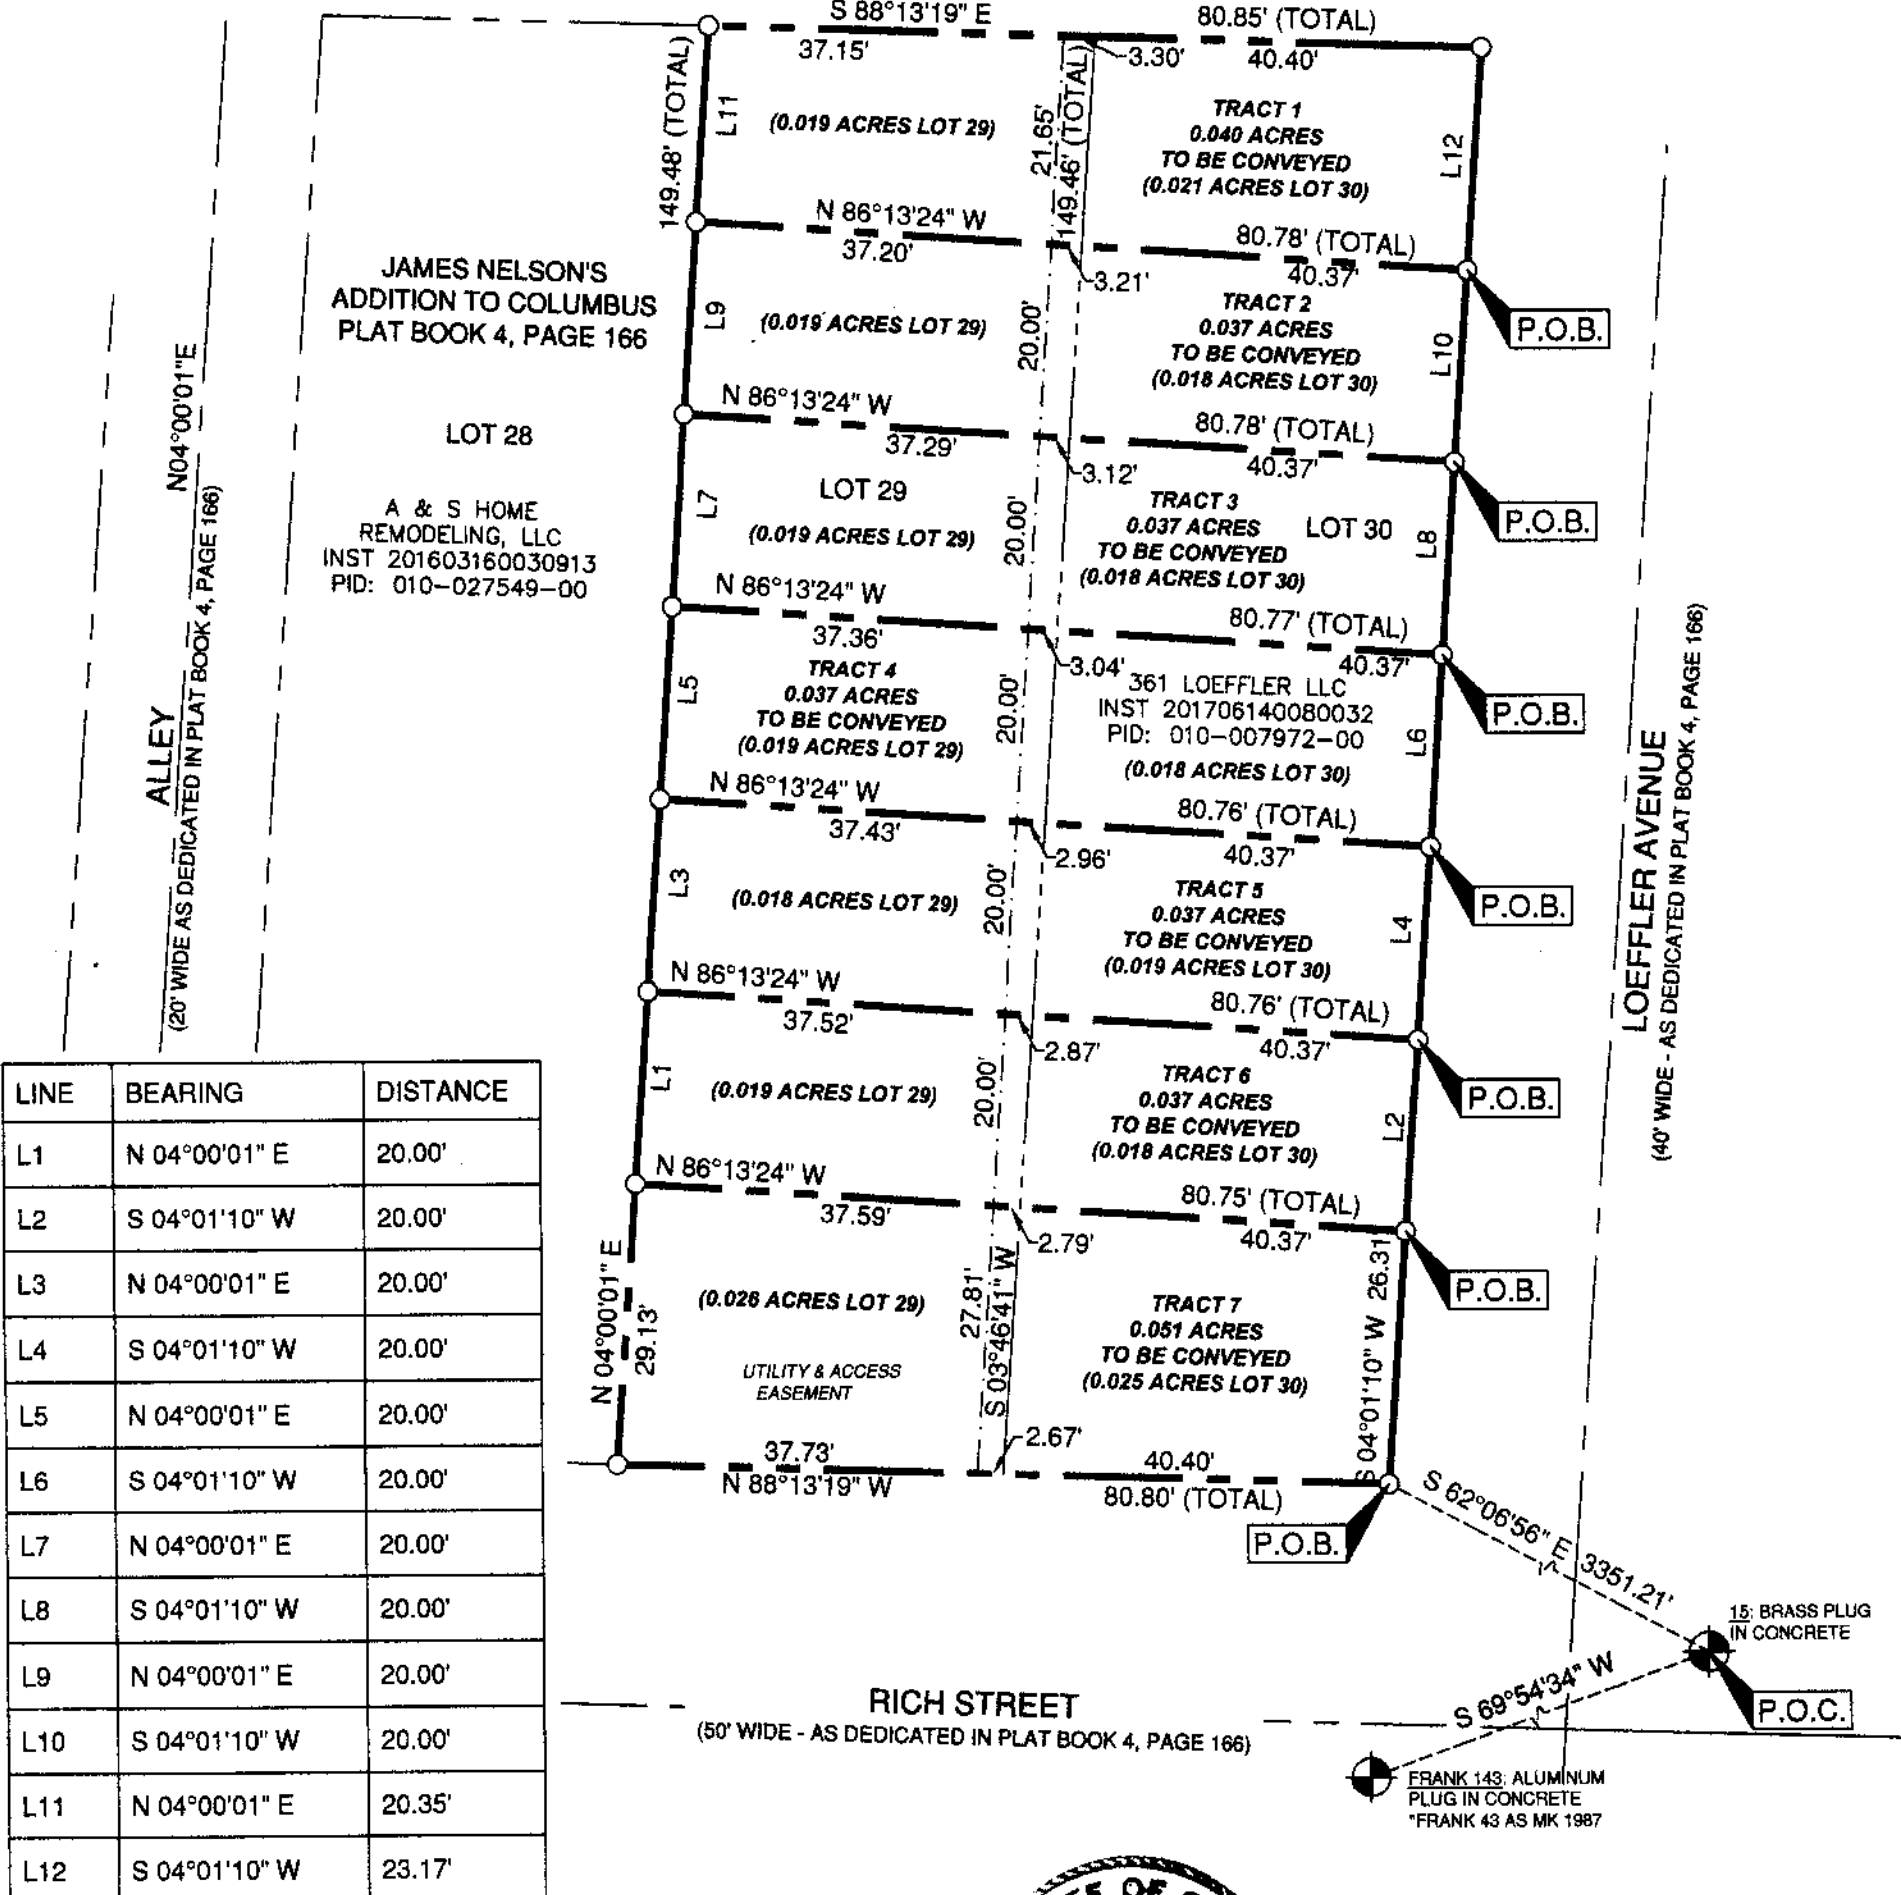 S 88°13'19" E
80.85' (TOTAL)
37.15'
3.30'
40.40'
149.48' (TOTAL)
L11
(0.019 ACRES LOT 29)
21.65'
149.46' (TOTAL)
TRACT 1
0.040 ACRES
TO BE CONVEYED
(0.021 ACRES LOT 30)
L12
N 86°13'24" W
80.78' (TOTAL)
37.20'
3.21'
40.37'
P.O.B.
JAMES NELSON'S
ADDITION TO COLUMBUS
PLAT BOOK 4, PAGE 166
L9
(0.019 ACRES LOT 29)
20.00'
TRACT 2
0.037 ACRES
TO BE CONVEYED
(0.018 ACRES LOT 30)
L10
N04°00'01"E
N 86°13'24" W
80.78' (TOTAL)
37.29'
3.12'
40.37'
P.O.B.
LOT 28
A & S HOME
REMODELING, LLC
INST 201603160030913
PID: 010-027549-00
L7
LOT 29
(0.019 ACRES LOT 29)
20.00'
TRACT 3
0.037 ACRES
TO BE CONVEYED
(0.018 ACRES LOT 30)
LOT 30
L8
N 86°13'24" W
80.77' (TOTAL)
37.36'
3.04'
40.37'
P.O.B.
L5
TRACT 4
0.037 ACRES
TO BE CONVEYED
(0.019 ACRES LOT 29)
20.00'
361 LOEFFLER LLC
INST 201706140080032
PID: 010-007972-00
(0.018 ACRES LOT 30)
L6
ALLEY
(20' WIDE AS DEDICATED IN PLAT BOOK 4, PAGE 166)
LOEFFLER AVENUE
(40' WIDE - AS DEDICATED IN PLAT BOOK 4, PAGE 166)
N 86°13'24" W
80.76' (TOTAL)
37.43'
2.96'
40.37'
P.O.B.
L3
(0.018 ACRES LOT 29)
20.00'
TRACT 5
0.037 ACRES
TO BE CONVEYED
(0.019 ACRES LOT 30)
L4
N 86°13'24" W
80.76' (TOTAL)
37.52'
2.87'
40.37'
P.O.B.
L1
(0.019 ACRES LOT 29)
20.00'
TRACT 6
0.037 ACRES
TO BE CONVEYED
(0.018 ACRES LOT 30)
L2
N 86°13'24" W
80.75' (TOTAL)
37.59'
2.79'
40.37'
P.O.B.
N 04°00'01" E
29.13'
(0.026 ACRES LOT 29)
UTILITY & ACCESS
EASEMENT
27.81'
S 03°46'41" W
TRACT 7
0.051 ACRES
TO BE CONVEYED
(0.025 ACRES LOT 30)
S 04°01'10" W 26.31'
37.73'
2.67'
40.40'
N 88°13'19" W
80.80' (TOTAL)
P.O.B.
S 62°06'56" E 3351.21'
15: BRASS PLUG
IN CONCRETE
P.O.C.
S 69°54'34" W
FRANK 143: ALUMINUM
PLUG IN CONCRETE
"FRANK 43 AS MK 1987
RICH STREET
(50' WIDE - AS DEDICATED IN PLAT BOOK 4, PAGE 166)
LINE BEARING DISTANCE
L1 N 04°00'01" E 20.00'
L2 S 04°01'10" W 20.00'
L3 N 04°00'01" E 20.00'
L4 S 04°01'10" W 20.00'
L5 N 04°00'01" E 20.00'
L6 S 04°01'10" W 20.00'
L7 N 04°00'01" E 20.00'
L8 S 04°01'10" W 20.00'
L9 N 04°00'01" E 20.00'
L10 S 04°01'10" W 20.00'
L11 N 04°00'01" E 20.35'
L12 S 04°01'10" W 23.17'
OF